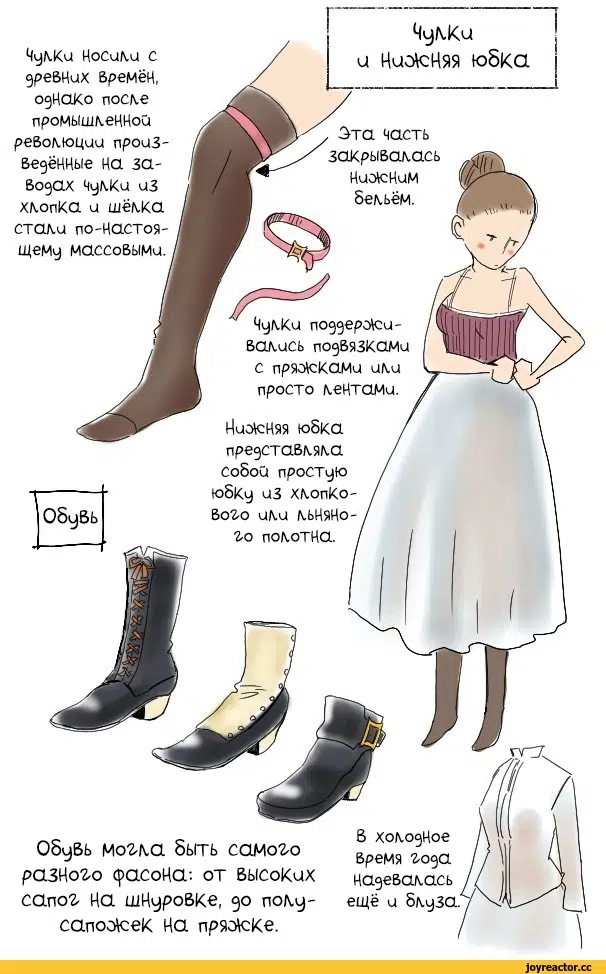 Чулки
и нижняя юбка
Чулки носили с
древних времён,
однако после
промышленной
революции произ-
ведённые на за-
водах чулки из
хлопка и шёлка
стали по-настоя-
щему массовыми.
Эта часть
закрывалась
нижним
бельём.
Чулки поддержи-
вались подвязками
с пряжками или
просто лентами.
Нижняя юбка
представляла
собой простую
юбку из хлопко-
вого или льняно-
го полотна.
Обувь
Обувь могла быть самого
разного фасона: от высоких
сапог на шнуровке, до полу-
сапожек на пряжке.
В холодное
время года
надевалась
ещё и блуза.
joyreactor.cc